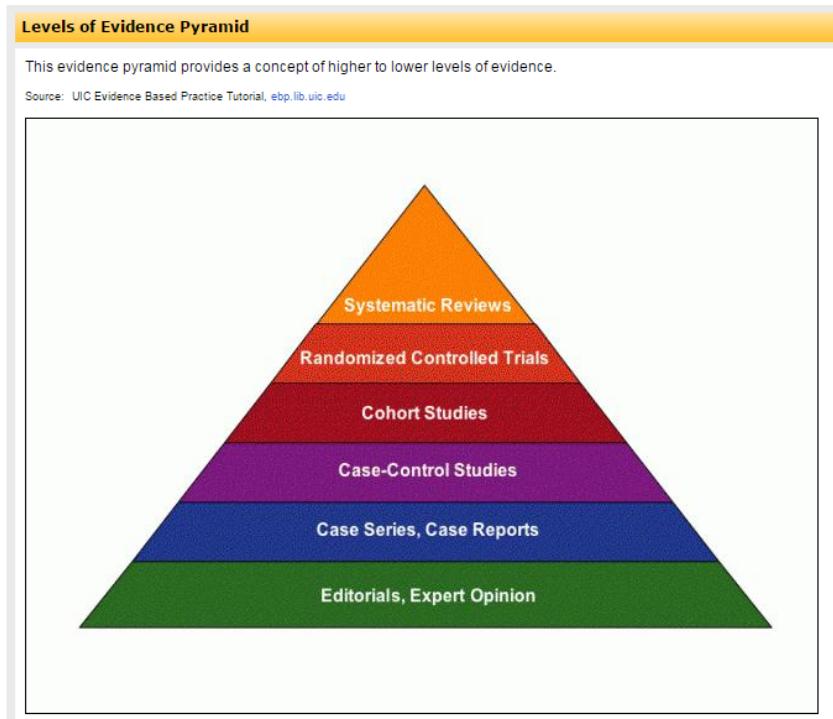 Levels of Evidence Pyramid
This evidence pyramid provides a concept of higher to lower levels of evidence.
Source: UIC Evidence Based Practice Tutorial, ebp.lib.uic.edu
Systematic Reviews
Randomized Controlled Trials
Cohort Studies
Case-Control Studies
Case Series, Case Reports
Editorials, Expert Opinion